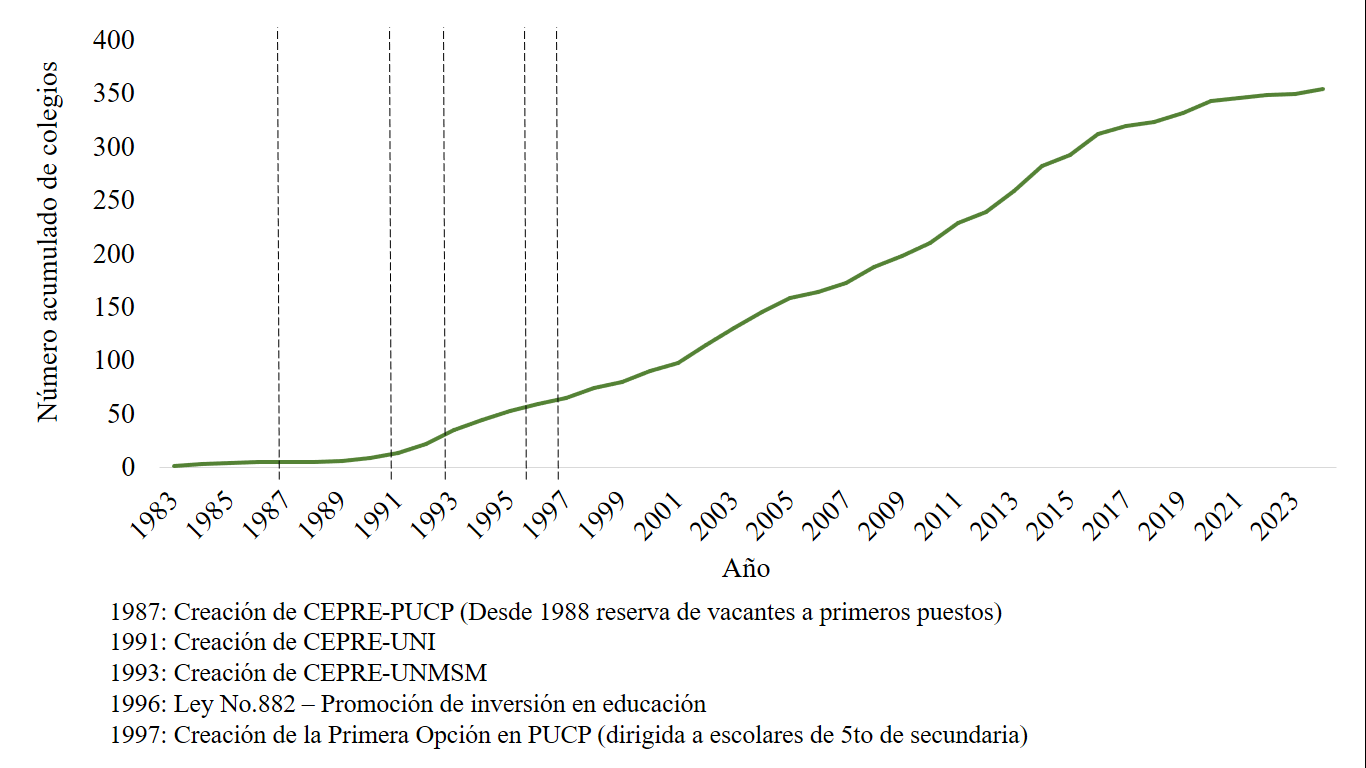 400
350
300
250
200
150
100
50
0
Número acumulado de colegios
1983 1985 1987 1989 1991 1993 1995 1997 1999 2001 2003 2005 2007 2009 2011 2013 2015 2017 2019 2021 2023
Año
1987: Creación de CEPRE-PUCP (Desde 1988 reserva de vacantes a primeros puestos)
1991: Creación de CEPRE-UNI
1993: Creación de CEPRE-UNMSM
1996: Ley No.882 – Promoción de inversión en educación
1997: Creación de la Primera Opción en PUCP (dirigida a escolares de 5to de secundaria)